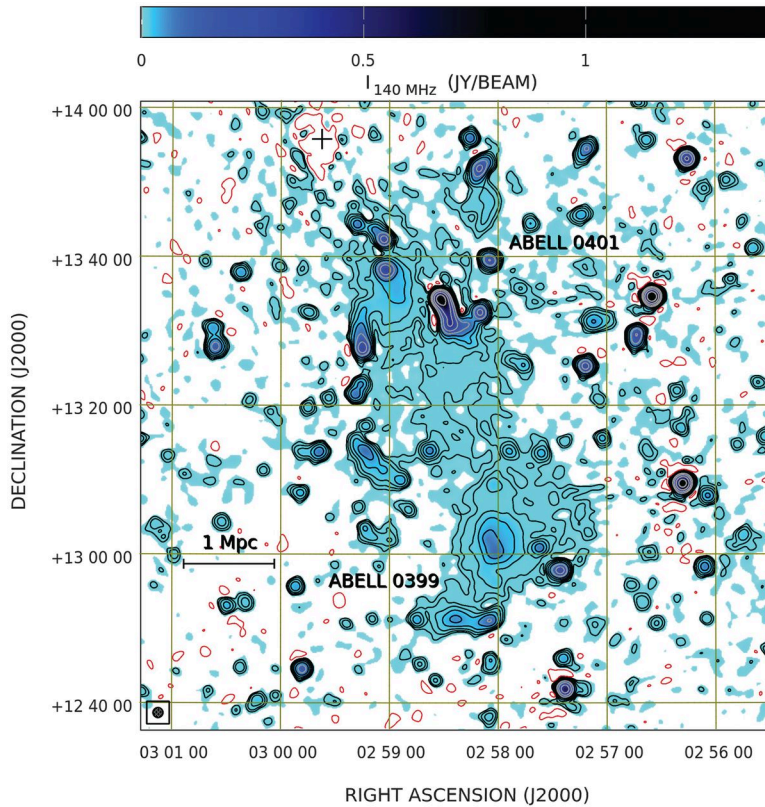 0 0.5 1
I 140 MHz (JY/BEAM)
+14 00 00
ABELL 0401
+13 40 00
DECLINATION (J2000)
+13 20 00
1 Mpc
+13 00 00
ABELL 0399
+12 40 00
03 01 00 03 00 00 02 59 00 02 58 00 02 57 00 02 56 00
RIGHT ASCENSION (J2000)